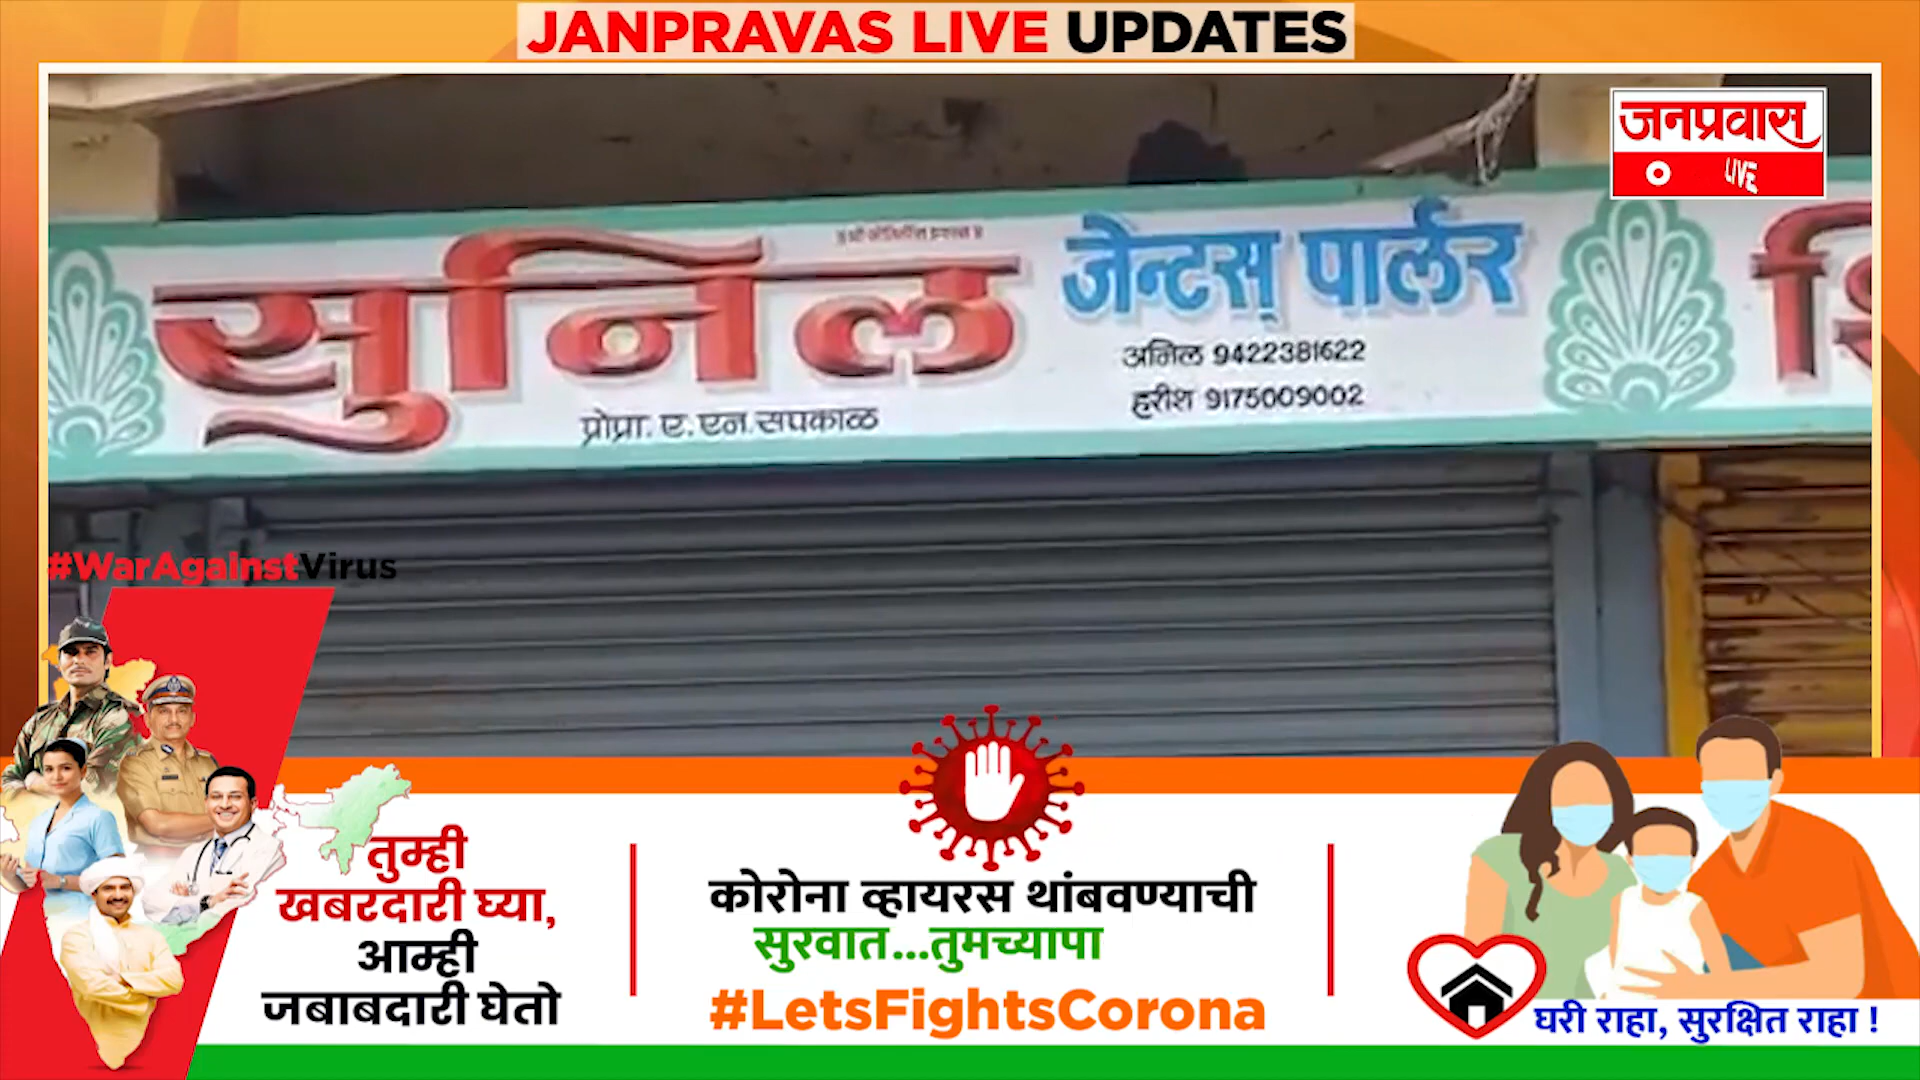 JANPRAVAS LIVE UPDATES
जनप्रवास
LIVE
सुनिल
जेन्टस् पार्लर
अनिल 9422381622
हरीश 9175009002
प्रोप्रा. ए. एन. सपकाळ
#WarAgainstVirus
तुम्ही
खबरदारी घ्या,
आम्ही
जबाबदारी घेतो
कोरोना व्हायरस थांबवण्याची
सुरवात...तुमच्यापा
#LetsFightsCorona
घरी राहा, सुरक्षित राहा !